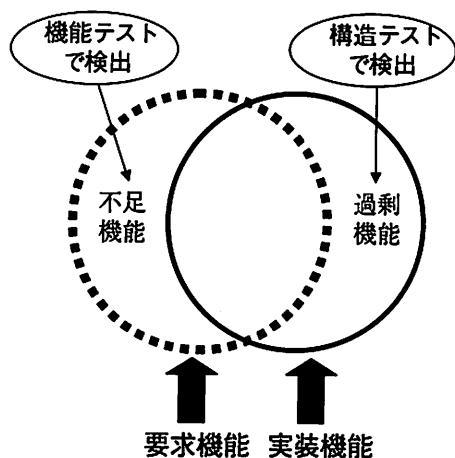 機能テスト
で検出
構造テスト
で検出
不足
機能
過剰
機能
要求機能
実装機能